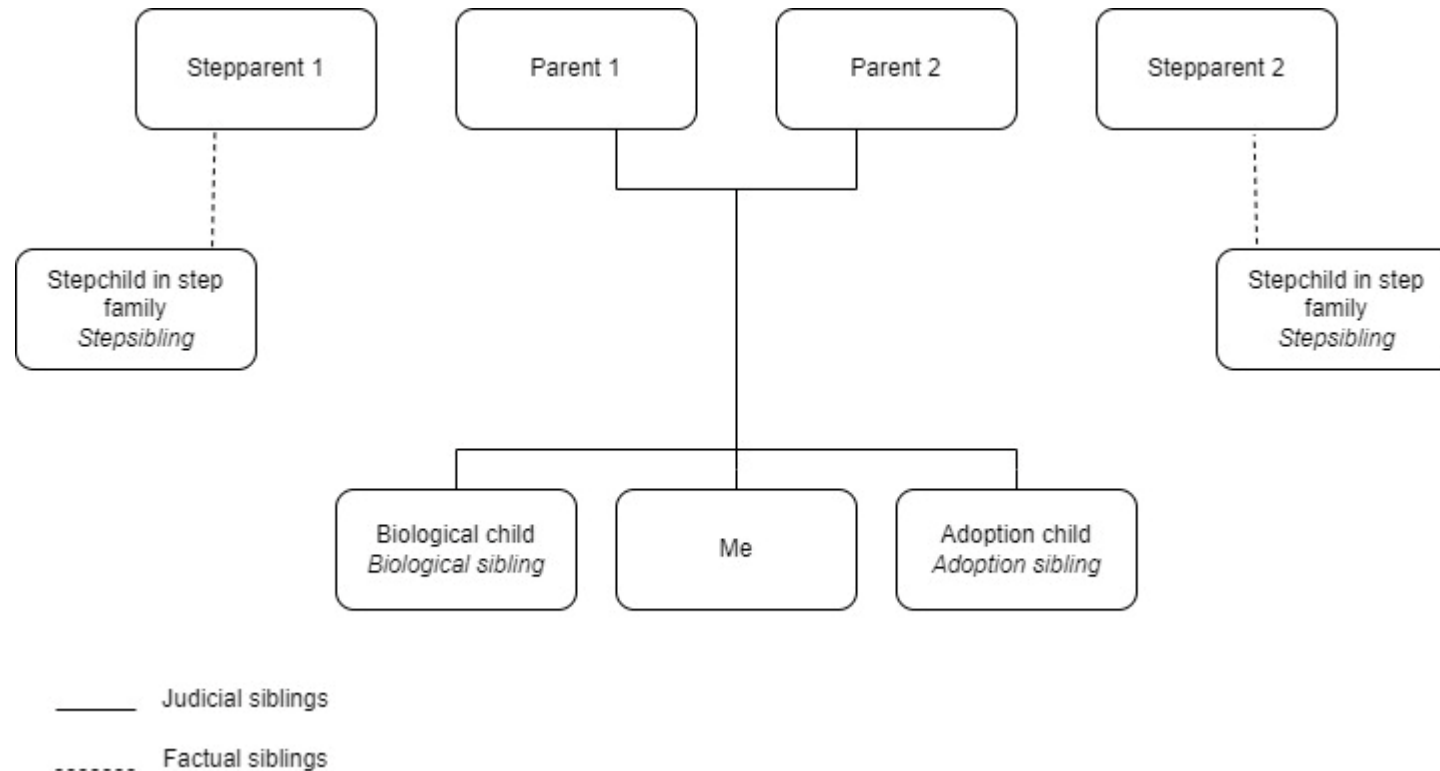 Stepparent 1
Parent 1
Parent 2
Stepparent 2
Stepchild in step
family
Stepsibling
Stepchild in step
family
Stepsibling
Biological child
Biological sibling
Me
Adoption child
Adoption sibling
Judicial siblings
Factual siblings